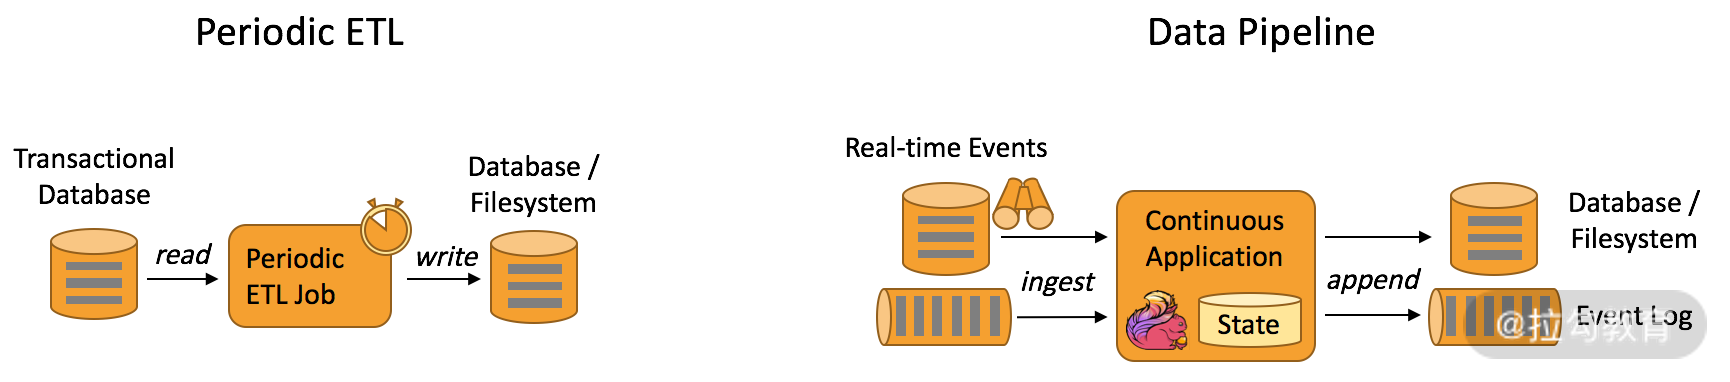 Periodic ETL
Transactional
Database
read
Periodic
ETL Job
write
Database /
Filesystem
Data Pipeline
Real-time Events
ingest
Continuous
Application
State
append
Database /
Filesystem
Event Log
@拉勾教育